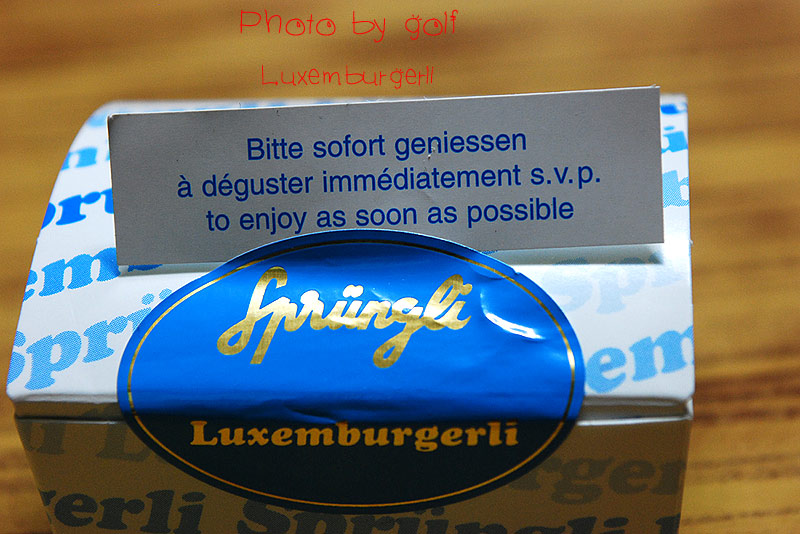 Photo by golf
Luxemburgerli
Bitte sofort geniessen
à déguster immédiatement s.v.p.
to enjoy as soon as possible
Sprüngli
Luxemburgerli